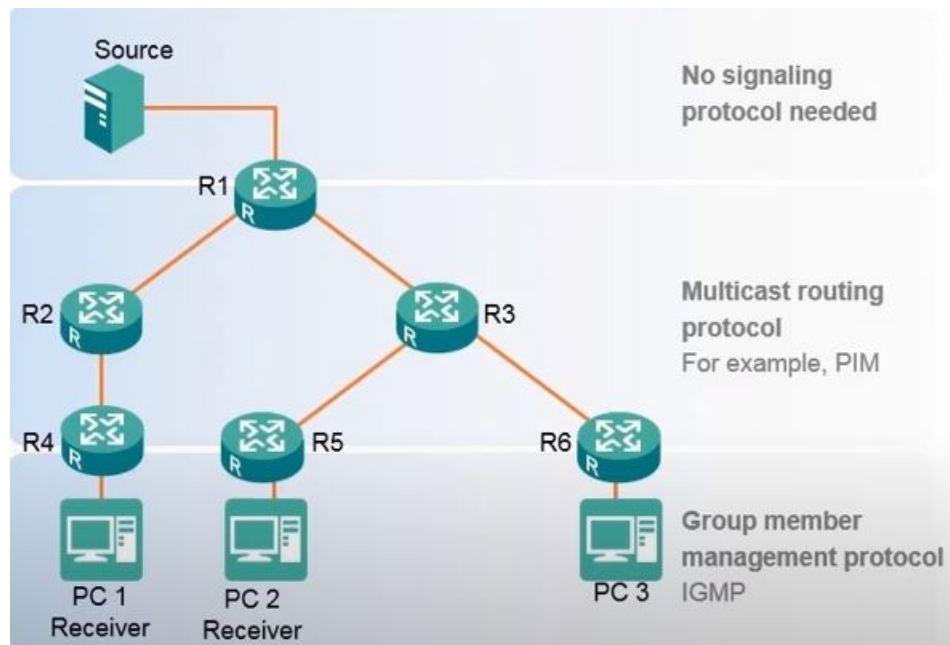 Source
No signaling
protocol needed
R1
R
R2
R
R3
R
Multicast routing
protocol
For example, PIM
R4
R
R5
R
R6
R
Group member
management protocol
IGMP
PC 1
Receiver
PC 2
Receiver
PC 3